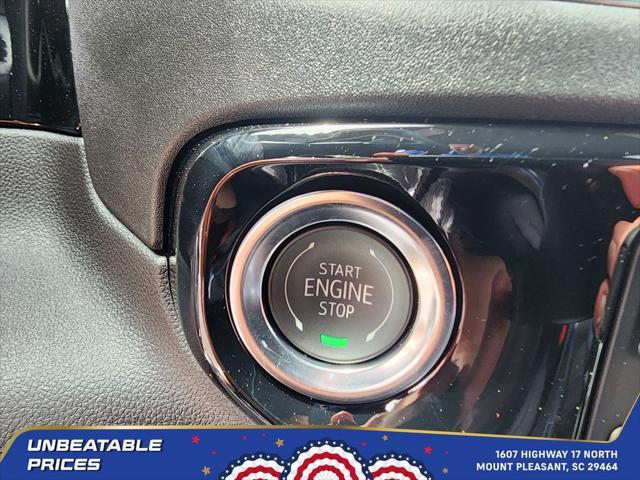 START
ENGINE
STOP
UNBEATABLE
PRICES
1607 HIGHWAY 17 NORTH
MOUNT PLEASANT, SC 29464